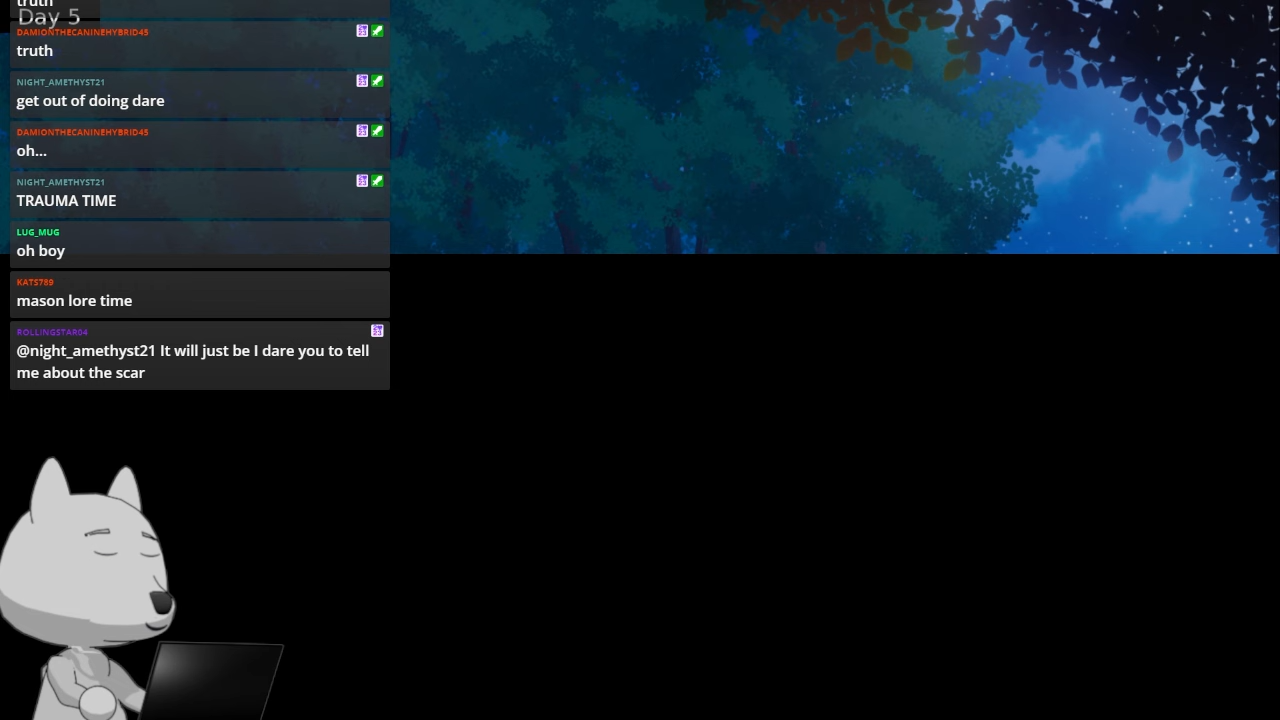 truth
Day 5
DAMIONTHECANINEHYBRID45
truth
NIGHT_AMETHYST21
get out of doing dare
DAMIONTHECANINEHYBRID45
oh...
NIGHT_AMETHYST21
TRAUMA TIME
LUG_MUG
oh boy
KATS789
mason lore time
ROLLINGSTAR04
@night_amethyst21 It will just be I dare you to tell
me about the scar